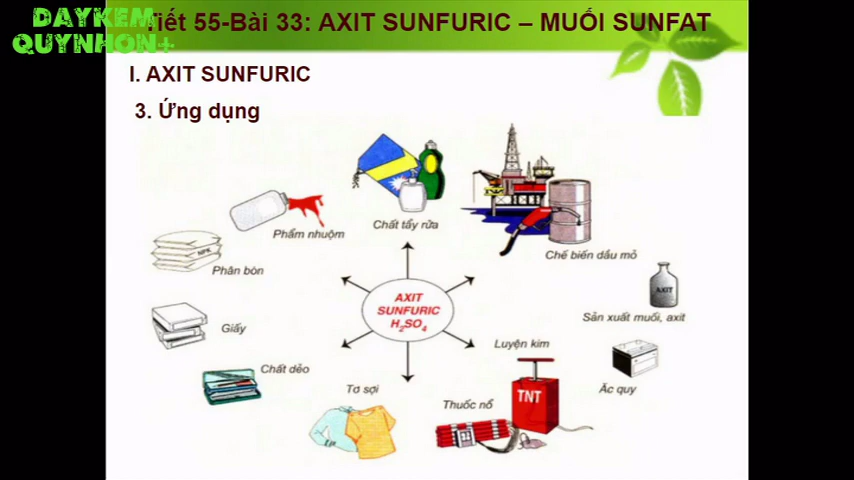 DAYKEM
QUYNHON+
Tiết 55-Bài 33: AXIT SUNFURIC – MUỐI SUNFAT
I. AXIT SUNFURIC
3. Ứng dụng
Chất tẩy rửa
Phẩm nhuộm
Chế biến dầu mỏ
NPK
Phân bón
AXIT
Sản xuất muối, axit
AXIT
SUNFURIC
H₂SO₄
Giấy
Luyện kim
Chất dẻo
Ăc quy
Tơ sợi
Thuốc nổ
TNT